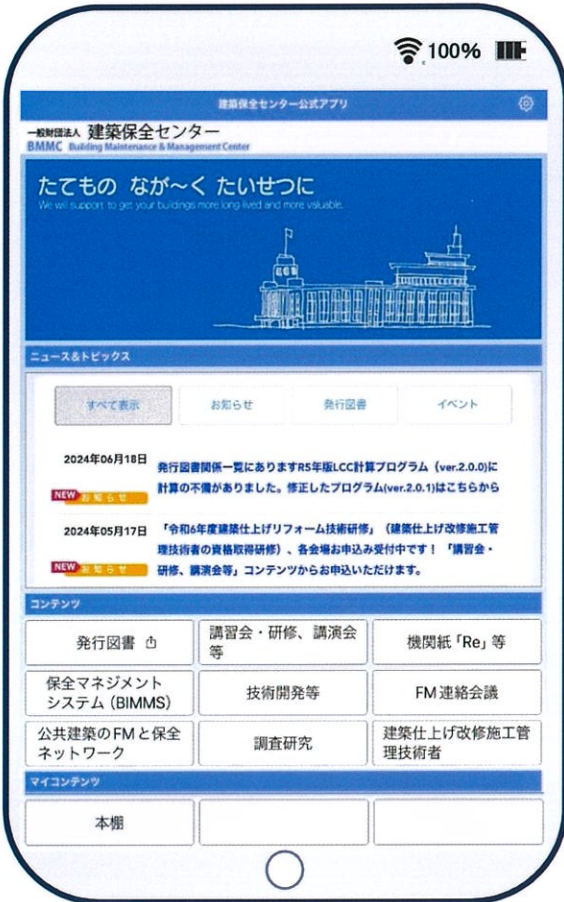 100%
建築保全センター公式アプリ
一般財団法人 建築保全センター
BMMC Building Maintenance & Management Center
たてもの なが～く たいせつに
We will support to get your buildings more long-lived and more valuable.
ニュース&トピックス
すべて表示 お知らせ 発行図書 イベント
2024年06月18日
発行図書関係一覧にありますR5年版LCC計算プログラム（ver.2.0.0)に
計算の不備がありました。修正したプログラム(ver.2.0.1)はこちらから
NEW お知らせ
2024年05月17日
「令和6年度建築仕上げリフォーム技術研修」（建築仕上げ改修施工管
理技術者の資格取得研修）、各会場お申込み受付中です！ 「講習会・
研修、講演会等」コンテンツからお申込いただけます。
NEW お知らせ
コンテンツ
発行図書
講習会・研修、講演会
等
機関紙「Re」等
保全マネジメント
システム（BIMMS）
技術開発等
FM連絡会議
公共建築のFMと保全
ネットワーク
調査研究
建築仕上げ改修施工管
理技術者
マイコンテンツ
本棚